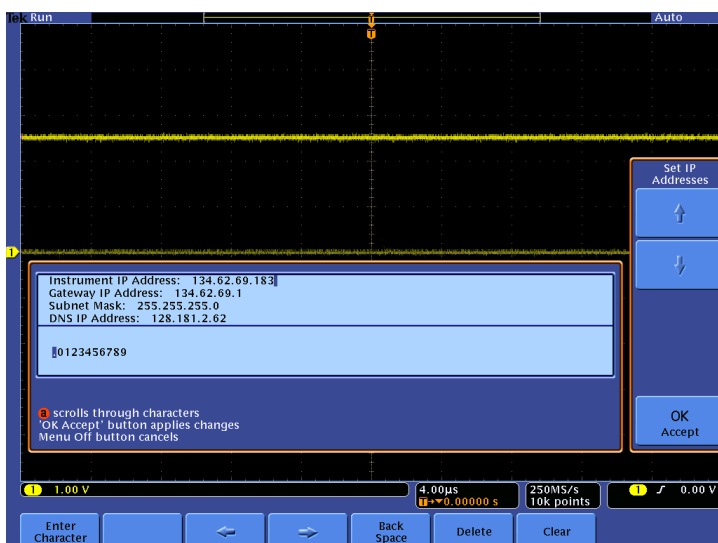 Tek Run
Auto
T
T
Set IP
Addresses
1
Instrument IP Address: 134.62.69.183
Gateway IP Address: 134.62.69.1
Subnet Mask: 255.255.255.0
DNS IP Address: 128.181.2.62
.0123456789
a scrolls through characters
'OK Accept' button applies changes
Menu Off button cancels
OK
Accept
1 1.00 V
4.00µs
T→▼0.00000 s
250MS/s
10k points
1 ƒ 0.00 V
Enter
Character
Back
Space
Delete
Clear